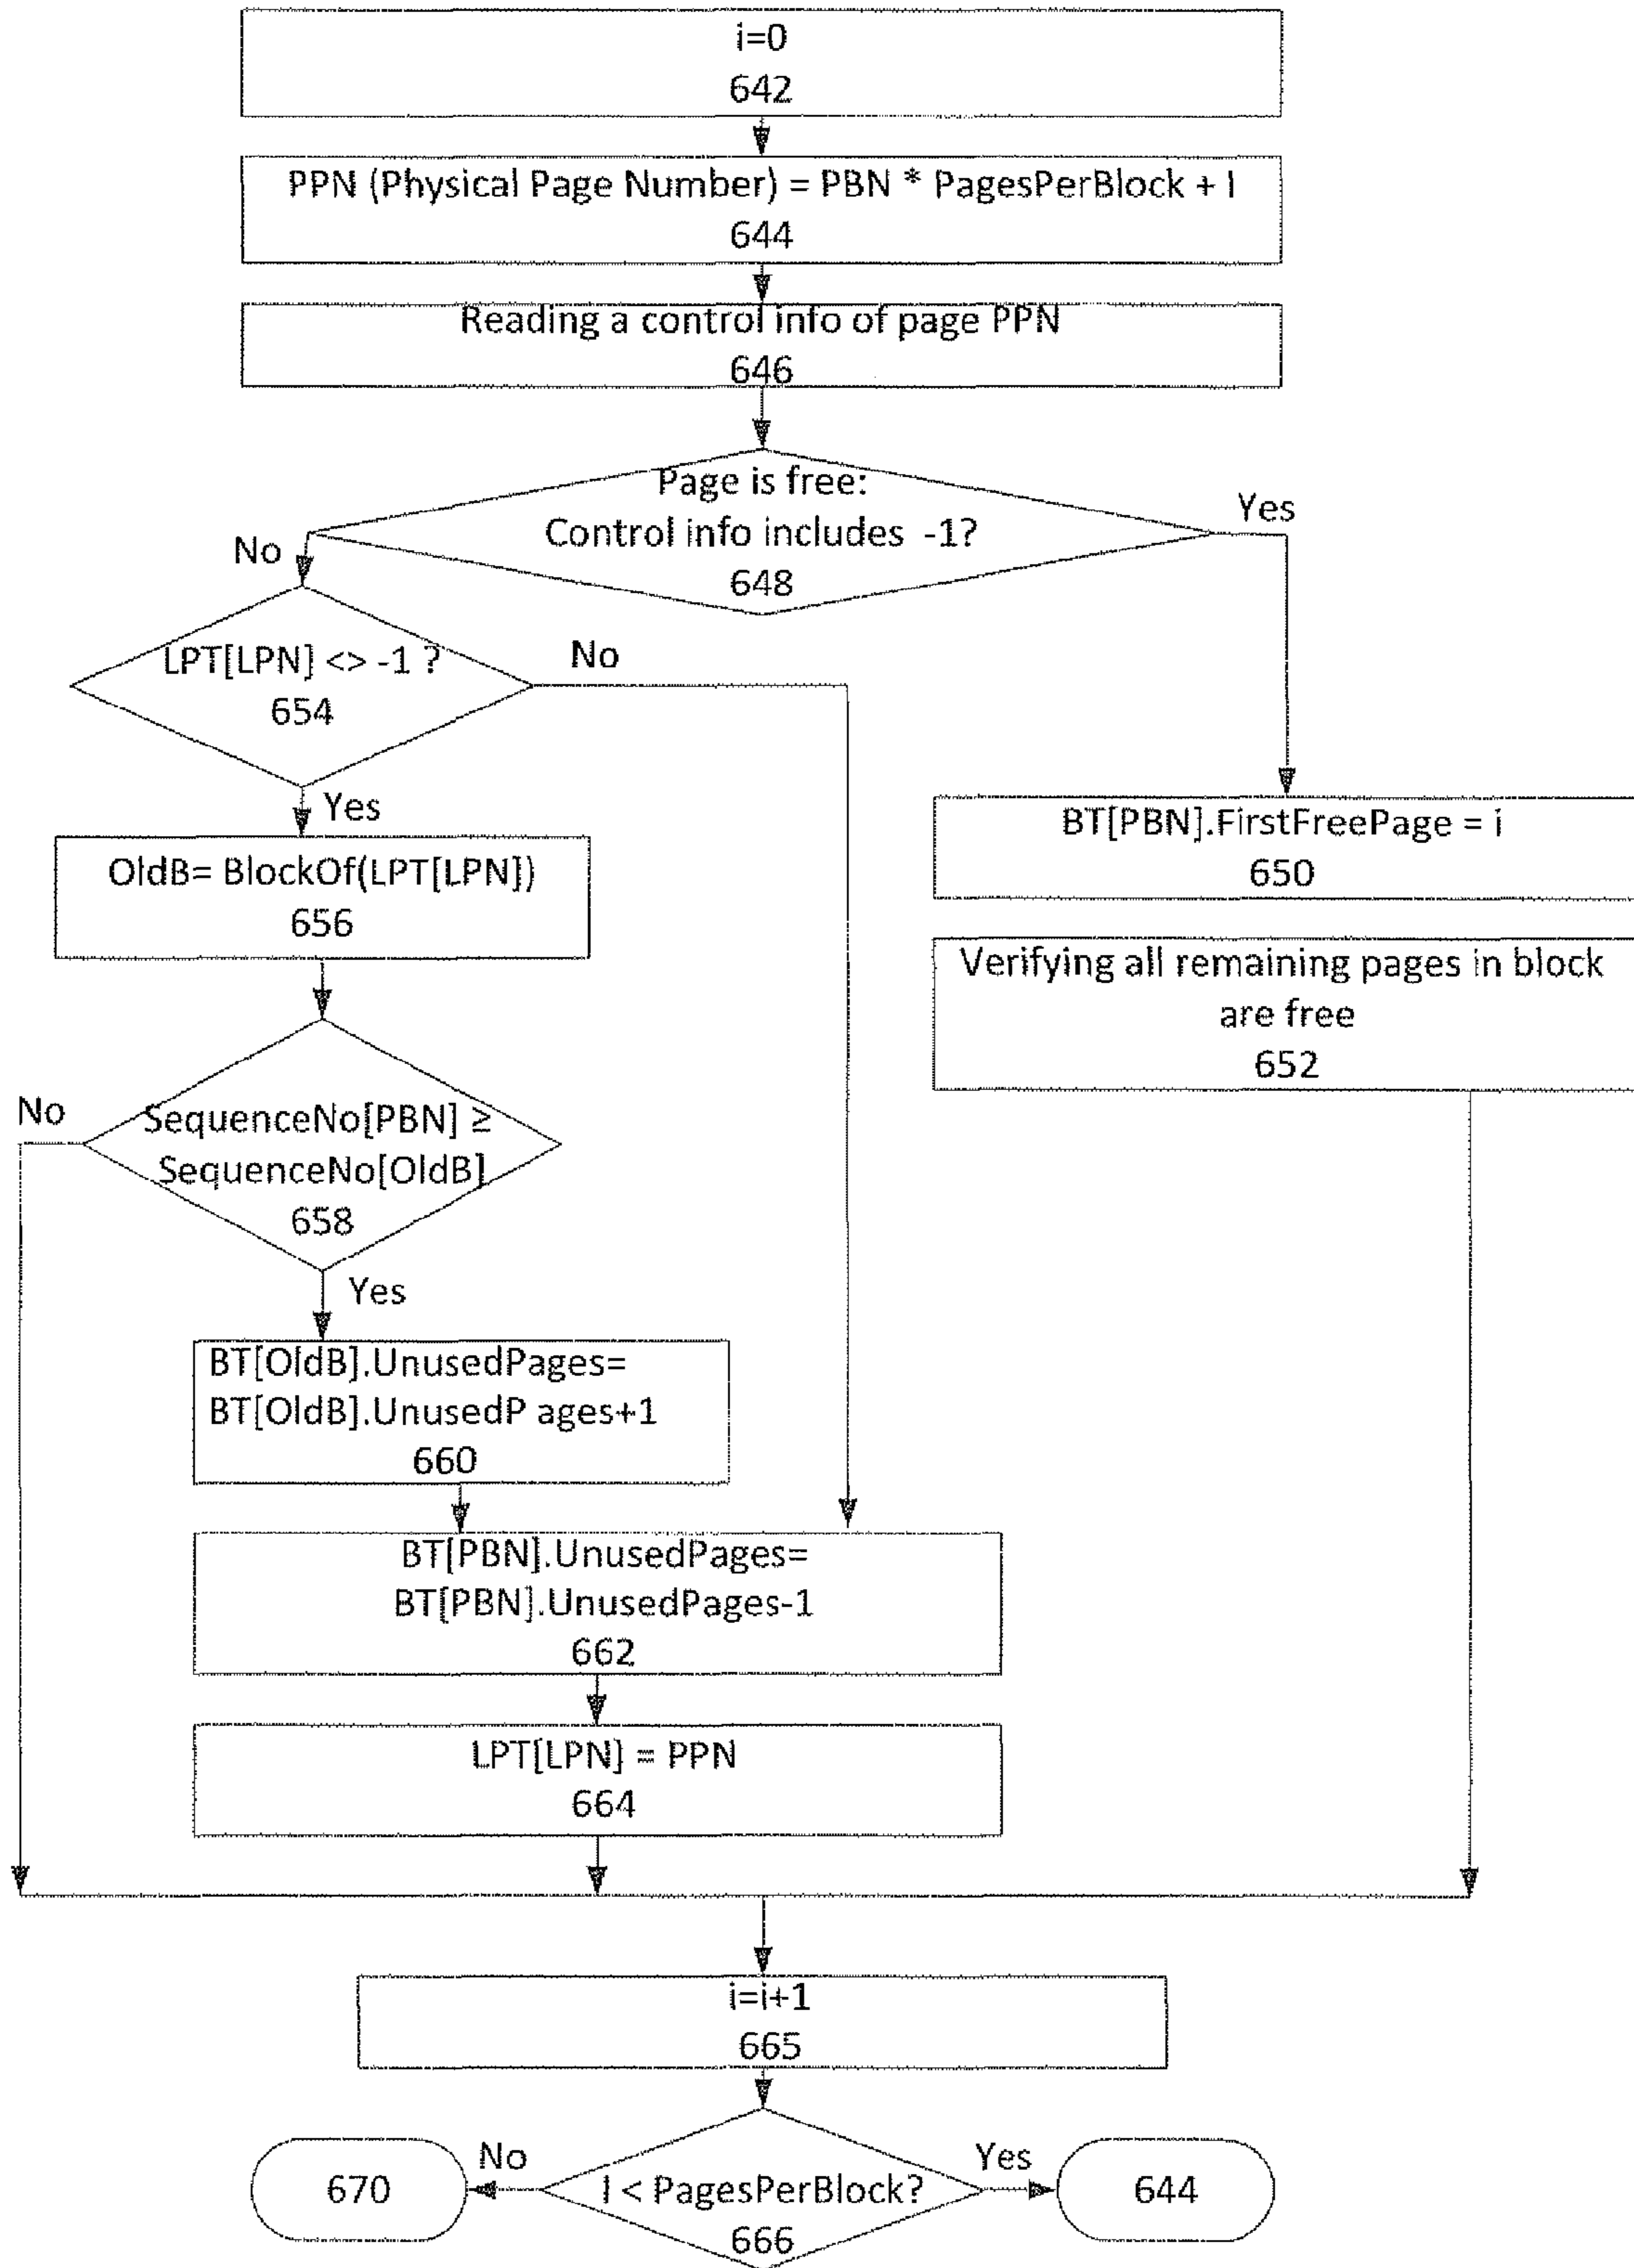 i=0
642
PPN (Physical Page Number) = PBN * PagesPerBlock + I
644
Reading a control info of page PPN
646
Page is free:
Control info includes -1?
648
Yes
No
LPT[LPN] <> -1 ?
654
No
Yes
OldB= BlockOf(LPT[LPN])
656
BT[PBN].FirstFreePage = i
650
Verifying all remaining pages in block
are free
652
No
SequenceNo[PBN] ≥
SequenceNo[OldB]
658
Yes
BT[OldB].UnusedPages=
BT[OldB].UnusedP ages+1
660
BT[PBN].UnusedPages=
BT[PBN].UnusedPages-1
662
LPT[LPN] = PPN
664
i=i+1
665
No
Yes
670
I < PagesPerBlock?
644
666